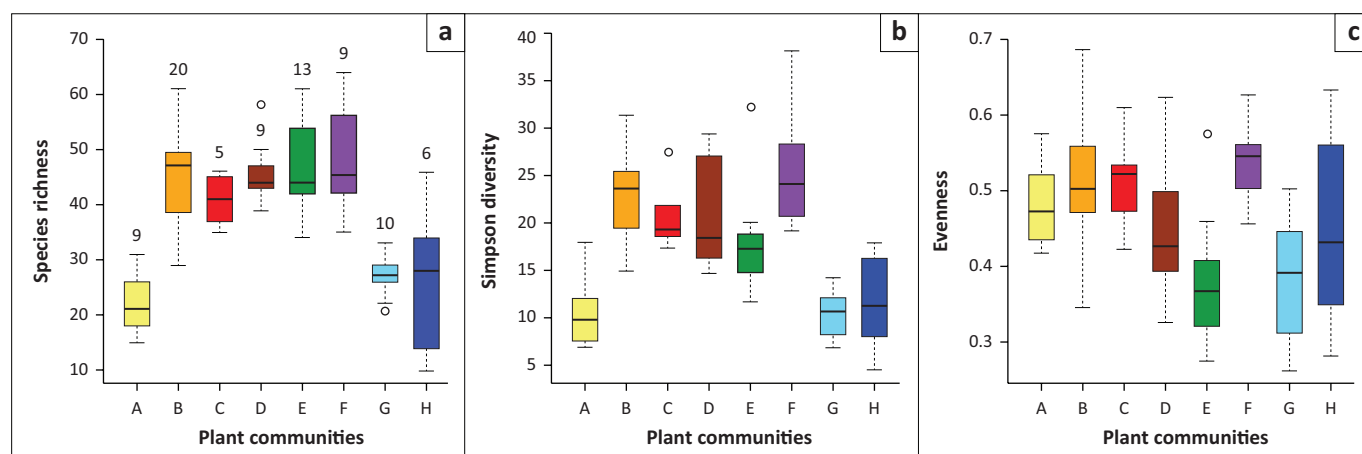 a
Species richness
70
60
50
40
30
20
10
9
20
5
9
13
9
10
6
A B C D E F G H
Plant communities
b
Simpson diversity
40
35
30
25
20
15
10
5
A B C D E F G H
Plant communities
c
Evenness
0.7
0.5
0.4
0.3
A B C D E F G H
Plant communities